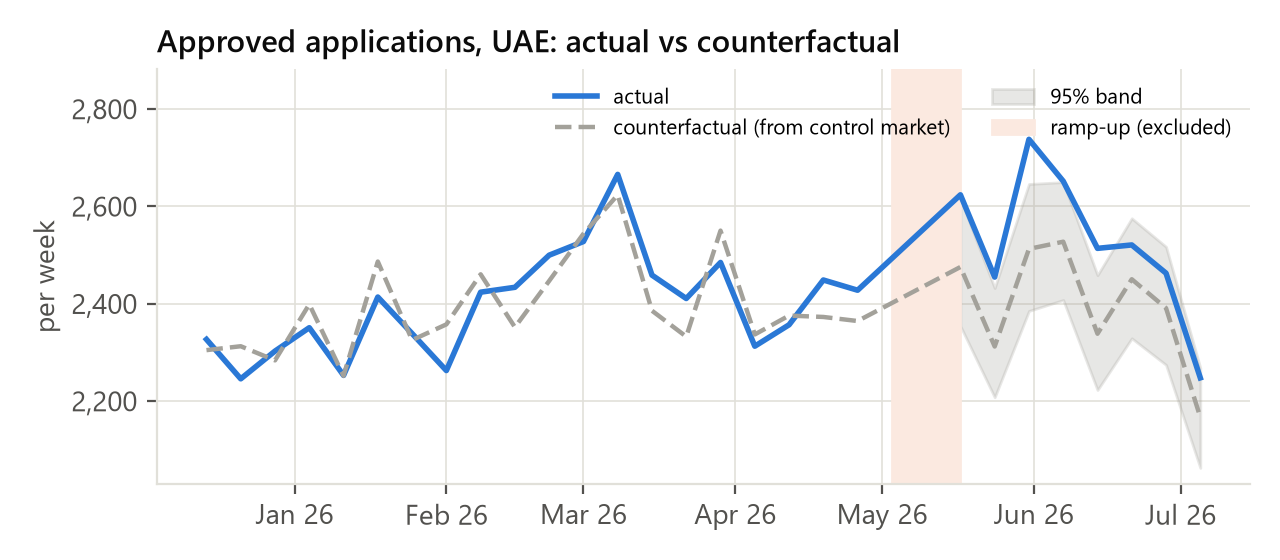 Approved applications, UAE: actual vs counterfactual
actual
counterfactual (from control market)
95% band
ramp-up (excluded)
per week
2,800
2,600
2,400
2,200
Jan 26
Feb 26
Mar 26
Apr 26
May 26
Jun 26
Jul 26